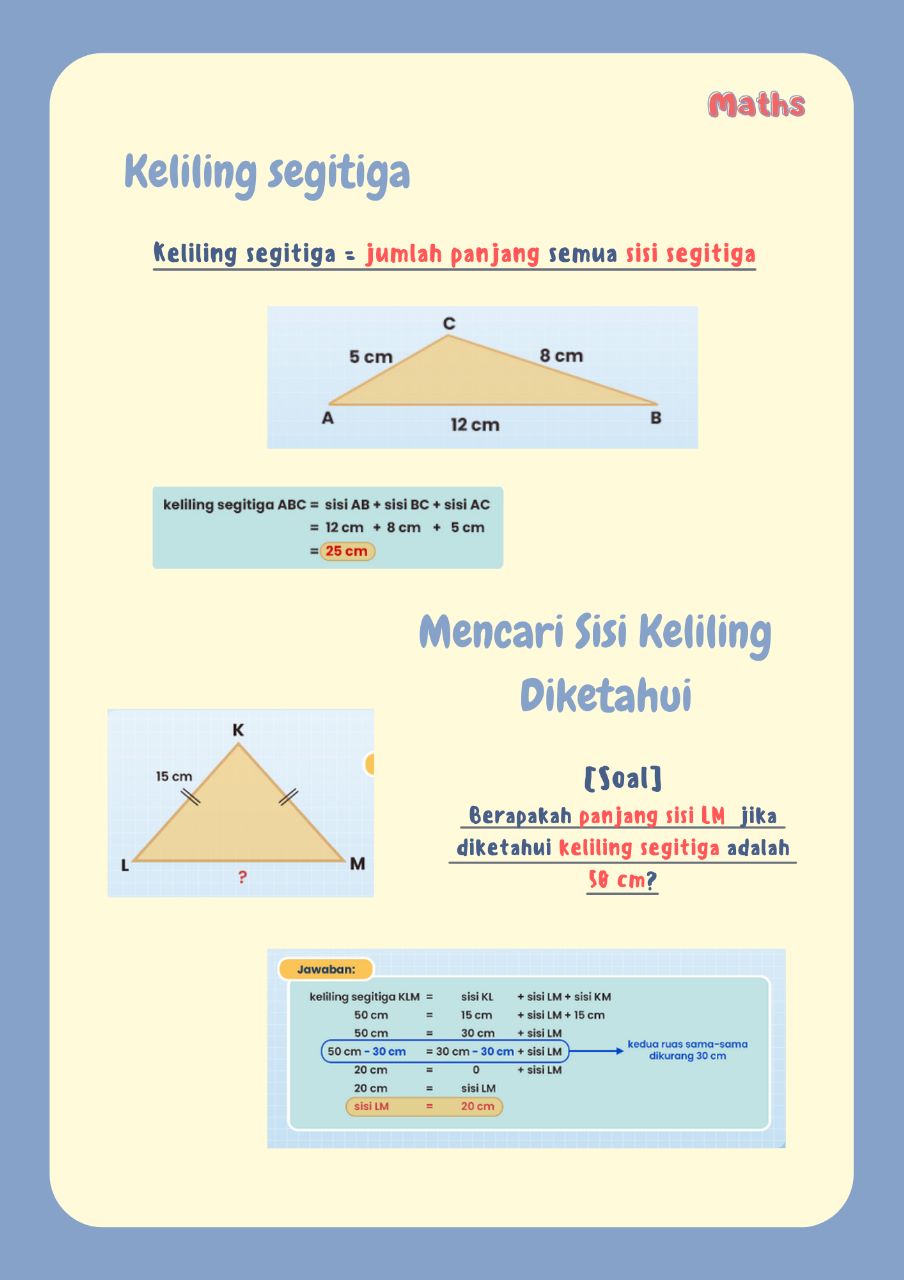 Maths
Keliling segitiga
Keliling segitiga = jumlah panjang semua sisi segitiga
C
5 cm
8 cm
A
B
12 cm
keliling segitiga ABC = sisi AB + sisi BC + sisi AC
= 12 cm + 8 cm + 5 cm
= 25 cm
Mencari Sisi Keliling
Diketahui
K
15 cm
L
M
?
[Soal]
Berapakah panjang sisi LM jika
diketahui keliling segitiga adalah
50 cm?
Jawaban:
keliling segitiga KLM = sisi KL + sisi LM + sisi KM
50 cm = 15 cm + sisi LM + 15 cm
50 cm = 30 cm + sisi LM
50 cm - 30 cm = 30 cm - 30 cm + sisi LM
kedua ruas sama-sama
dikurang 30 cm
20 cm = 0 + sisi LM
20 cm = sisi LM
sisi LM = 20 cm